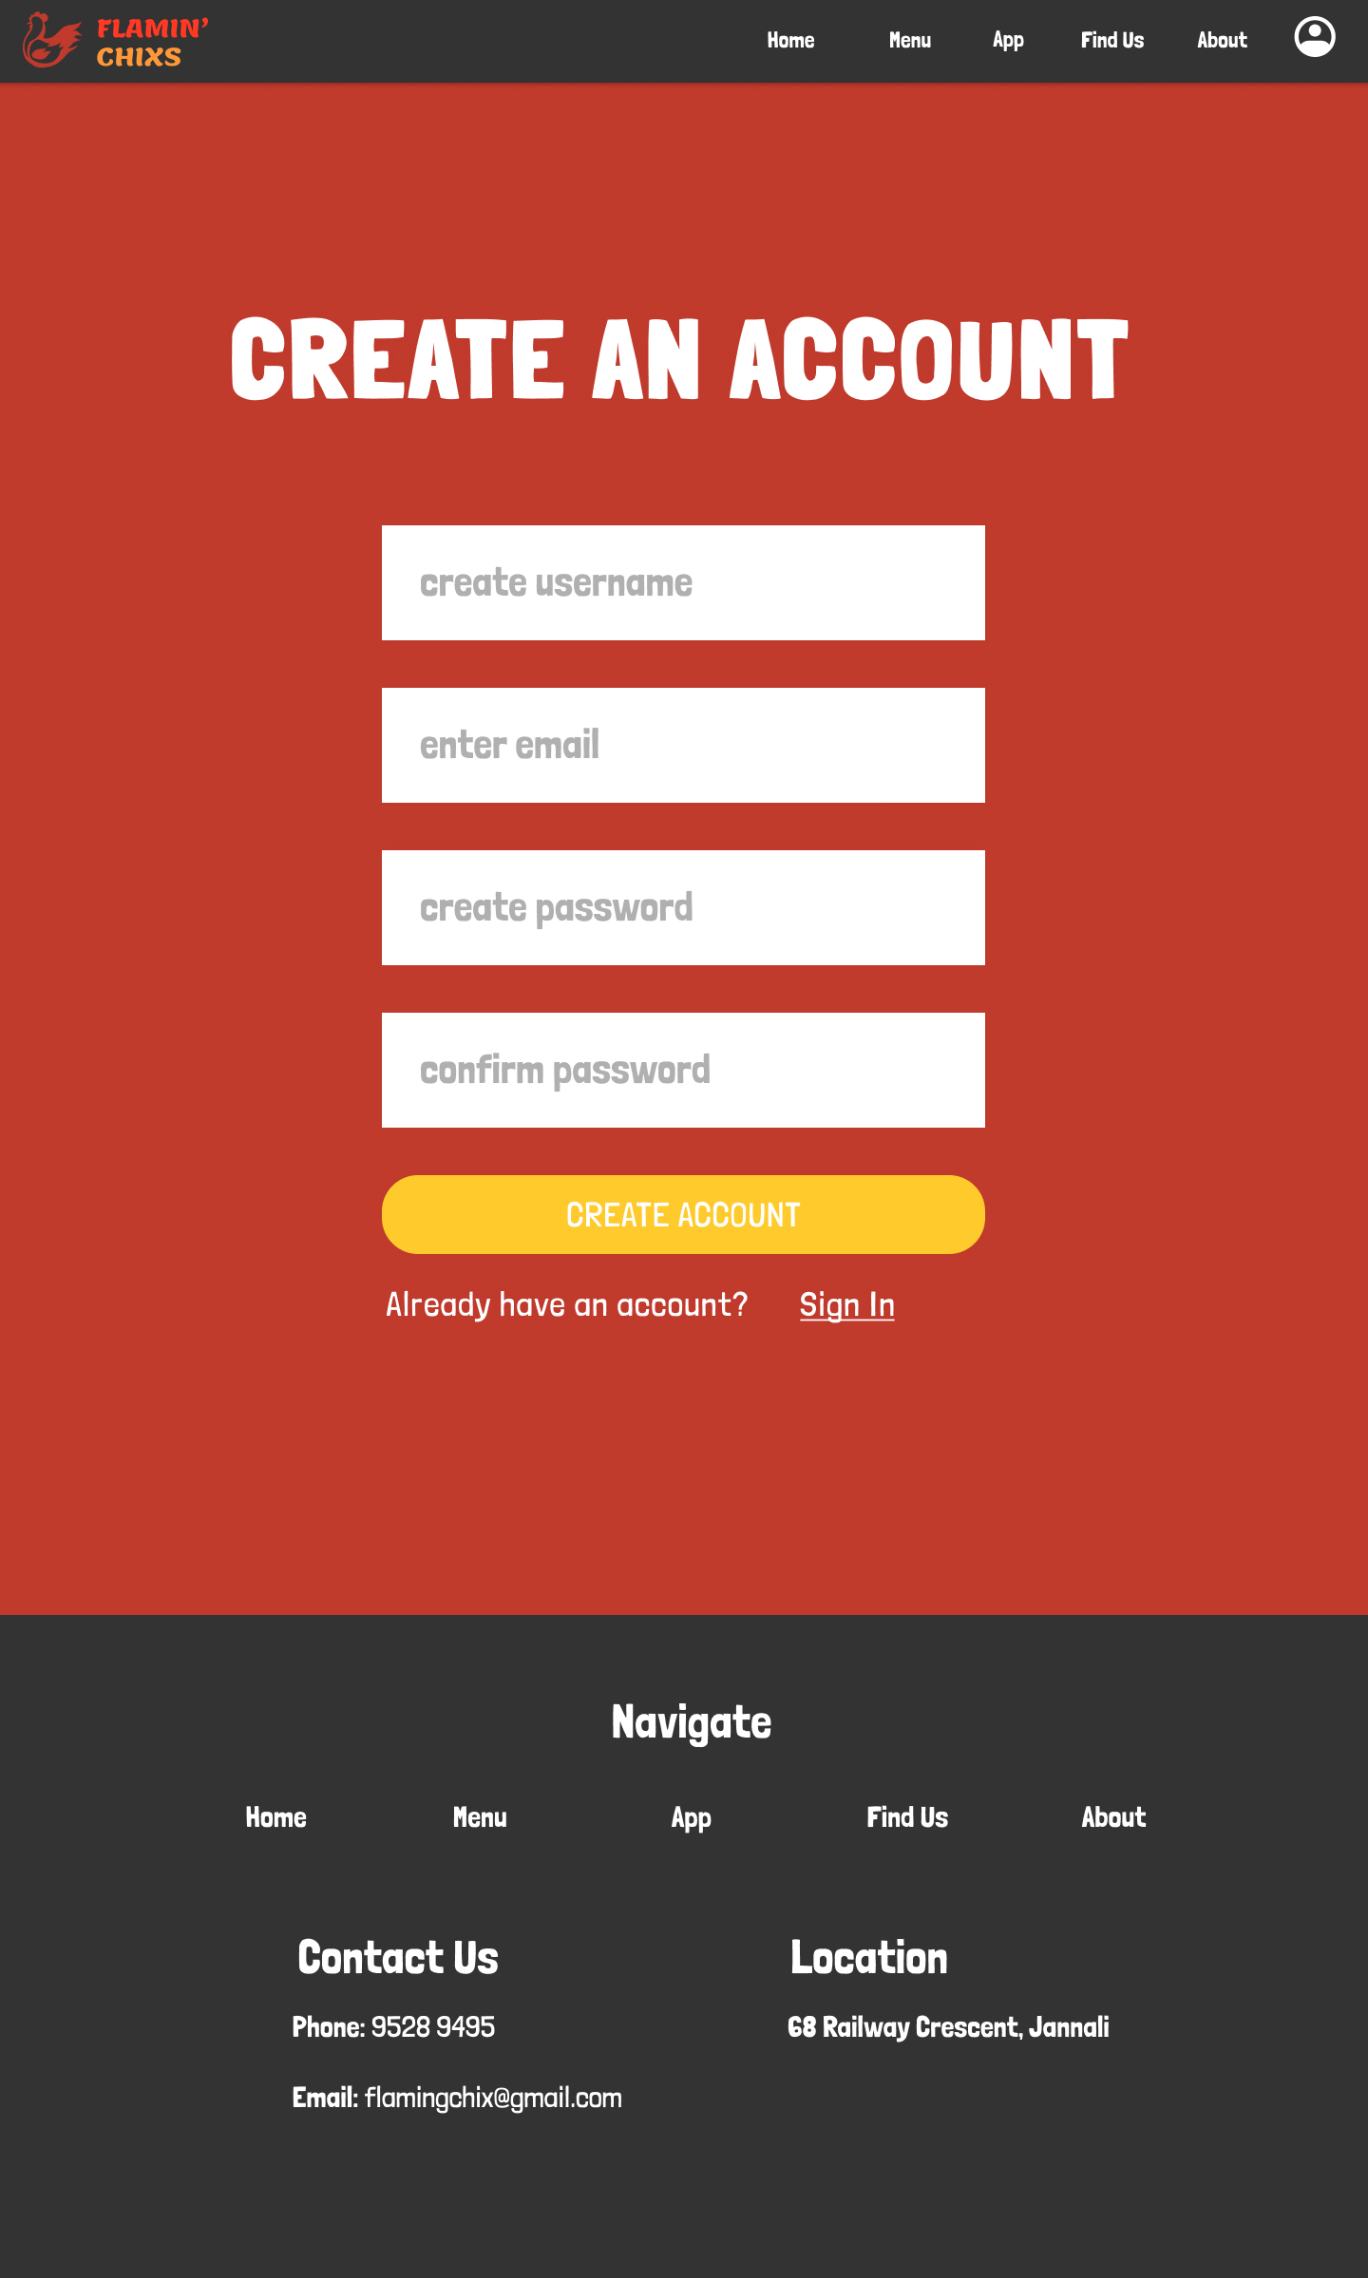 FLAMIN'
CHIXS
Home Menu App Find Us About
CREATE AN ACCOUNT
create username
enter email
create password
confirm password
CREATE ACCOUNT
Already have an account? Sign In
Navigate
Home Menu App Find Us About
Contact Us Location
Phone: 9528 9495 68 Railway Crescent, Jannali
Email: flamingchix@gmail.com